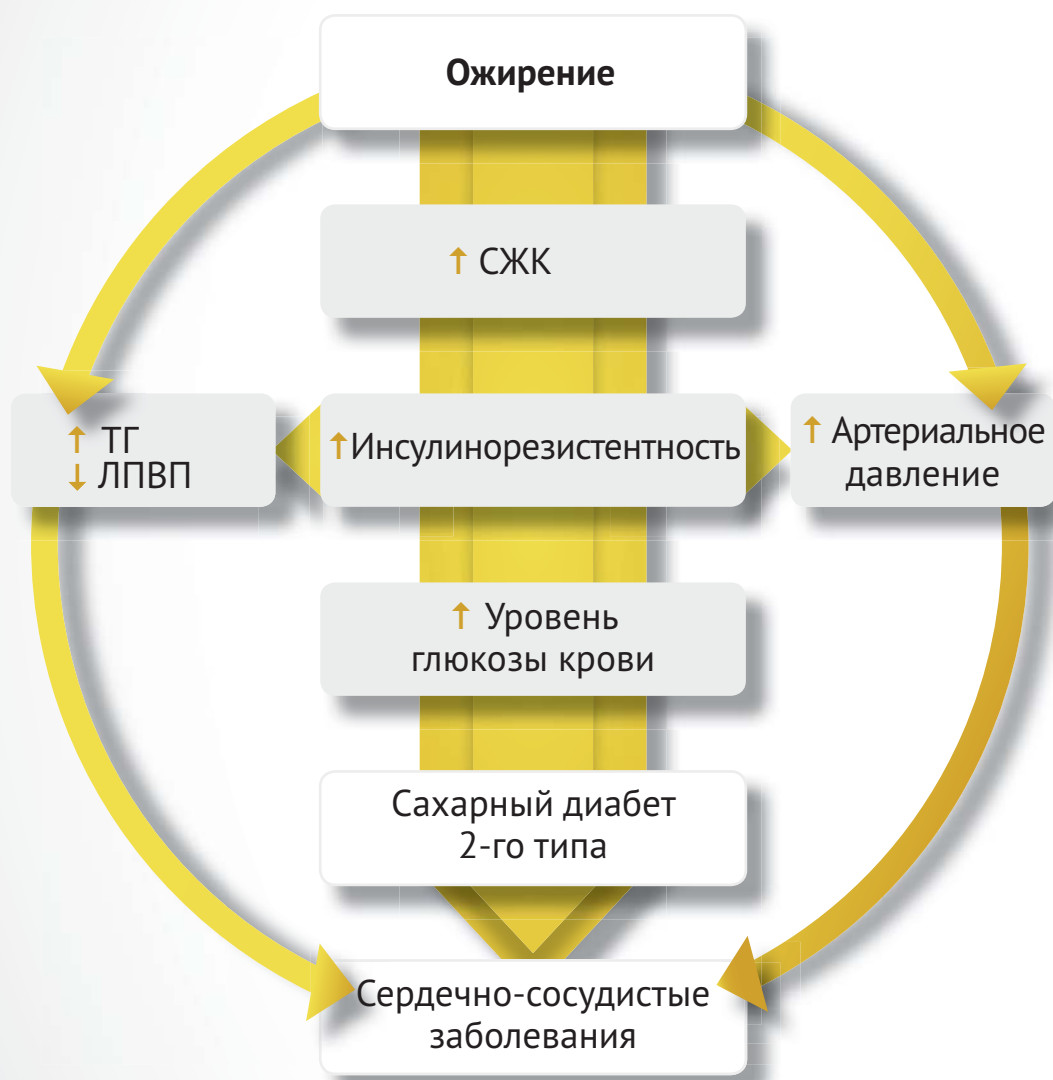 Ожирение
↑ СЖК
↑ ТГ
↓ ЛПВП
↑Инсулинорезистентность
↑ Артериальное
давление
↑ Уровень
глюкозы крови
Сахарный диабет
2-го типа
Сердечно-сосудистые
заболевания